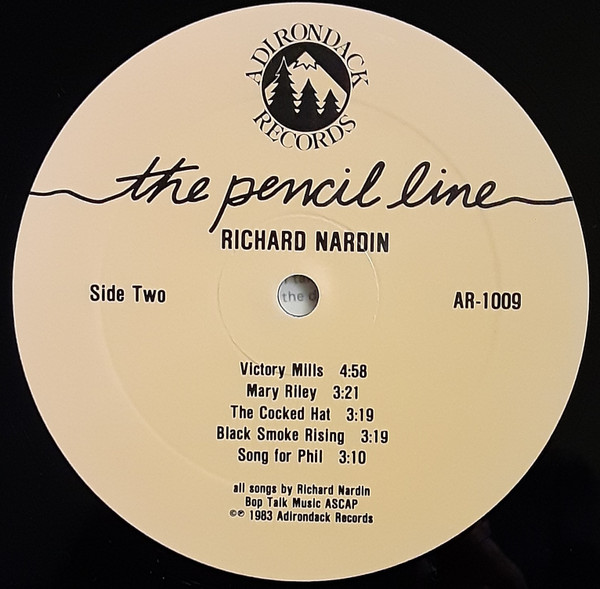 ADIRONDACK
RECORDS
the pencil line
RICHARD NARDIN
Side Two
AR-1009
the
Victory Mills 4:58
Mary Riley 3:21
The Cocked Hat 3:19
Black Smoke Rising 3:19
Song for Phil 3:10
all songs by Richard Nardin
Bop Talk Music ASCAP
©℗ 1983 Adirondack Records